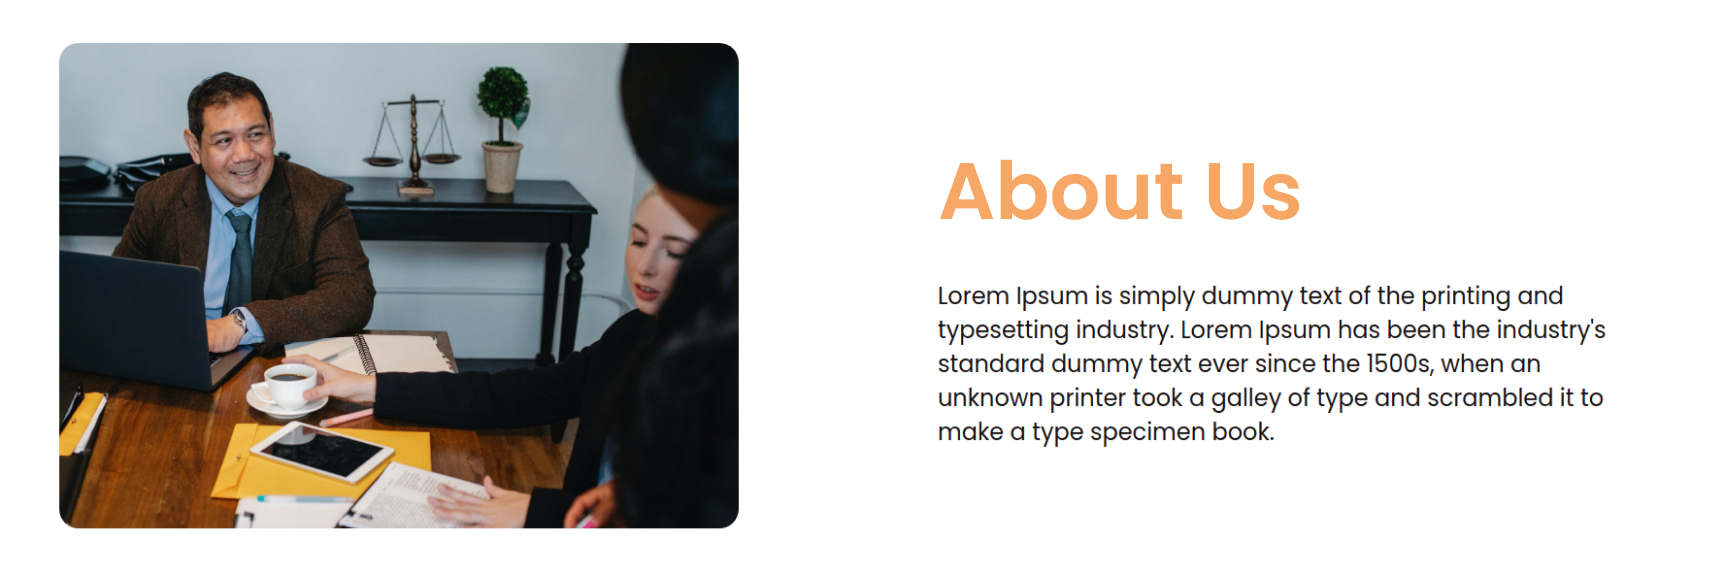 About Us
Lorem Ipsum is simply dummy text of the printing and
typesetting industry. Lorem Ipsum has been the industry's
standard dummy text ever since the 1500s, when an
unknown printer took a galley of type and scrambled it to
make a type specimen book.